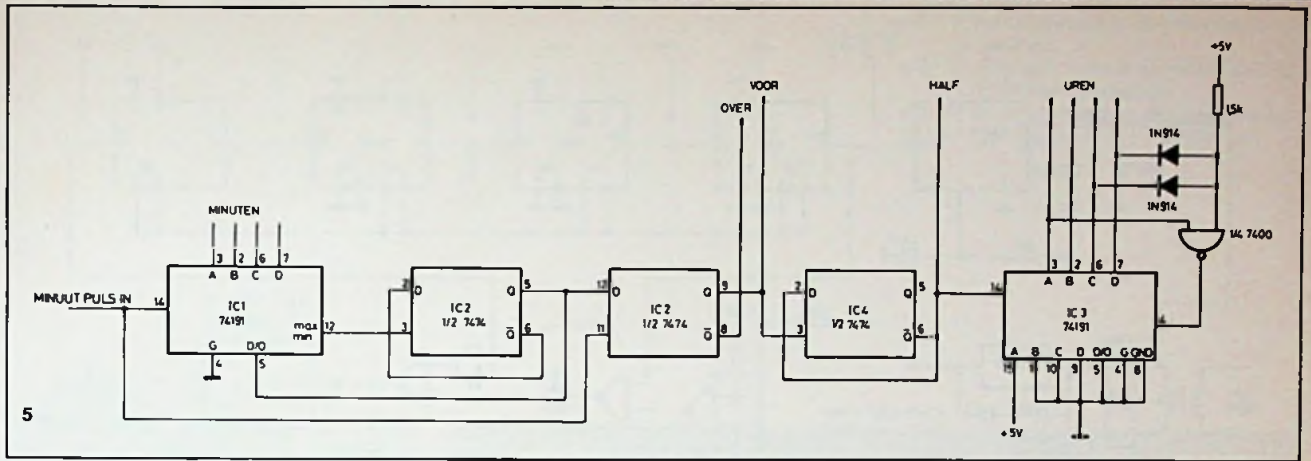 +5V
VOOR
HALF
UREN
OVER
1,5k
1N914
1N914
MINUTEN
1/4 7400
3 2 6 7
A B C D
MINUUT PULS IN
14
IC1
74191
max
min
12
G
D/O
4
5
2
D
Q
5
IC2
1/2 7474
3
Q
6
12
D
Q
9
IC2
1/2 7474
11
Q
8
2
D
Q
5
IC4
1/2 7474
3
Q
6
3 2 6 7
A B C D
14
IC3
74191
A B C D D/O G GND
10 9 5 4 8
+5V
5